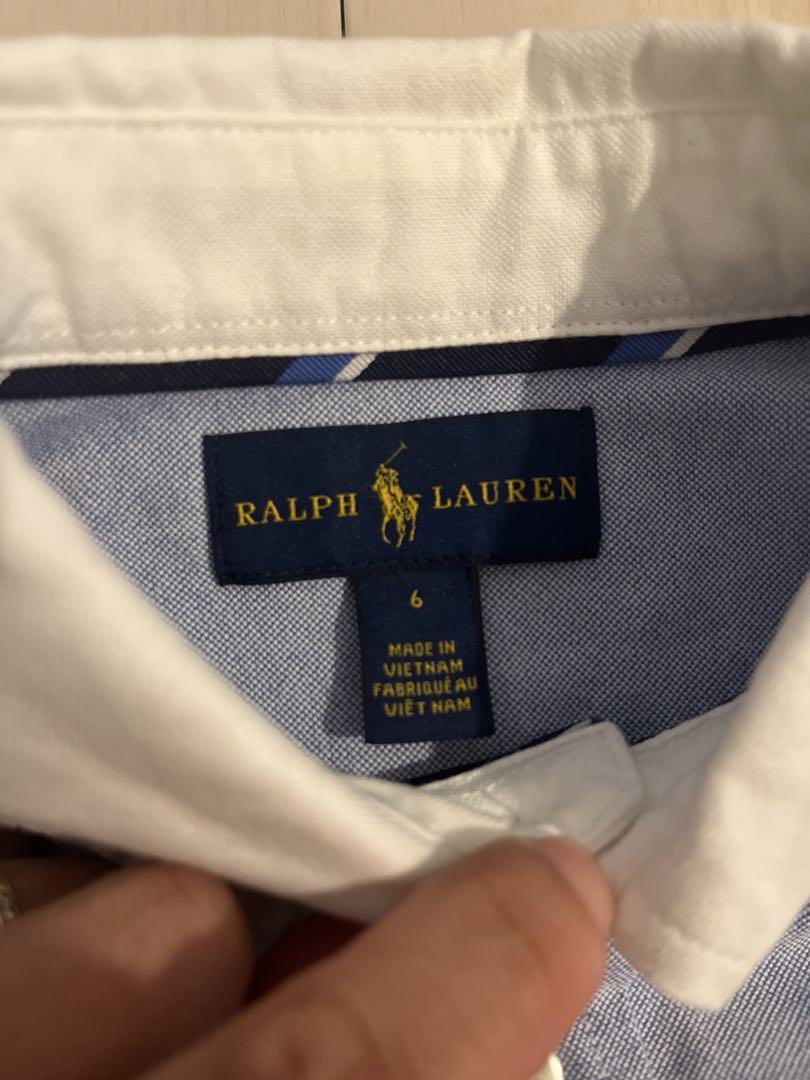 RALPH LAUREN
6
MADE IN
VIETNAM
FABRIQUÉ AU
VIÊT NAM